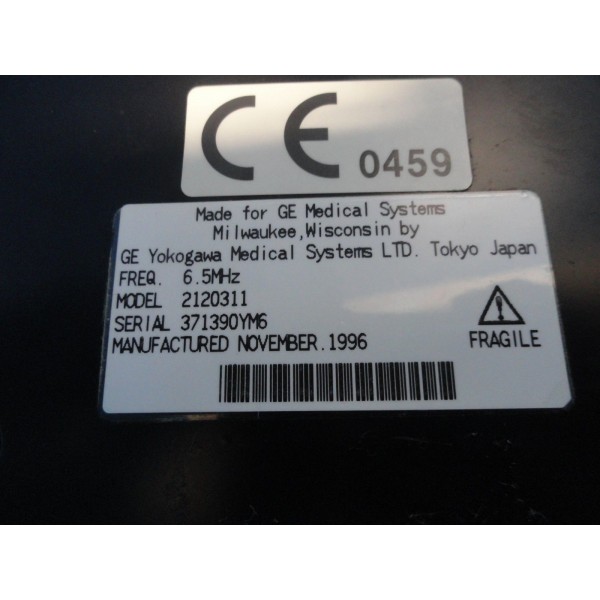 CE 0459
Made for GE Medical Systems
Milwaukee,Wisconsin by
GE Yokogawa Medical Systems LTD. Tokyo Japan
FREQ. 6.5MHz
MODEL 2120311
SERIAL 371390YM6
MANUFACTURED NOVEMBER.1996
FRAGILE